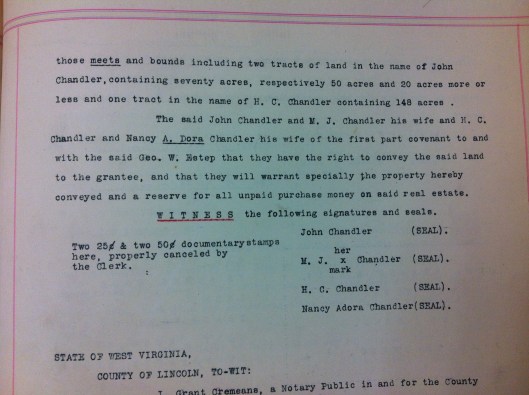 those meets and bounds including two tracts of land in the name of John
Chandler, containing seventy acres, respectively 50 acres and 20 acres more or
less and one tract in the name of H. C. Chandler containing 148 acres .
The said John Chandler and M. J. Chandler his wife and H. C.
Chandler and Nancy A. Dora Chandler his wife of the first part covenant to and
with the said Geo. W. Estep that they have the right to convey the said land
to the grantee, and that they will warrant specially the property hereby
conveyed and a reserve for all unpaid purchase money on said real estate.
W I T N E S S the following signatures and seals.
John Chandler (SEAL).
Two 25¢ & two 50¢ documentary stamps
here, properly canceled by
the Clerk.
her
M. J. x Chandler (SEAL).
mark
H. C. Chandler (SEAL).
Nancy Adora Chandler(SEAL).
STATE OF WEST VIRGINIA,
COUNTY OF LINCOLN, TO-WIT:
I, Grant Cremeans, a Notary Public in and for the County